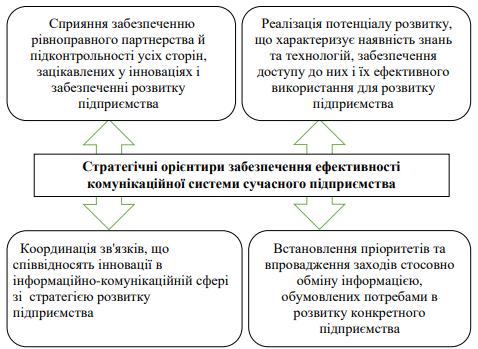 Сприяння забезпеченню
рівноправного партнерства й
підконтрольності усіх сторін,
зацікавлених у інноваціях і
забезпеченні розвитку
підприємства
Реалізація потенціалу розвитку,
що характеризує наявність знань
та технологій, забезпечення
доступу до них і їх ефективного
використання для розвитку
підприємства
Стратегічні орієнтири забезпечення ефективності
комунікаційної системи сучасного підприємства
Координація зв'язків, що
співвідносять інновації в
інформаційно-комунікаційній сфері
зі стратегією розвитку
підприємства
Встановлення пріоритетів та
впровадження заходів стосовно
обміну інформацією,
обумовлених потребами в
розвитку конкретного
підприємства